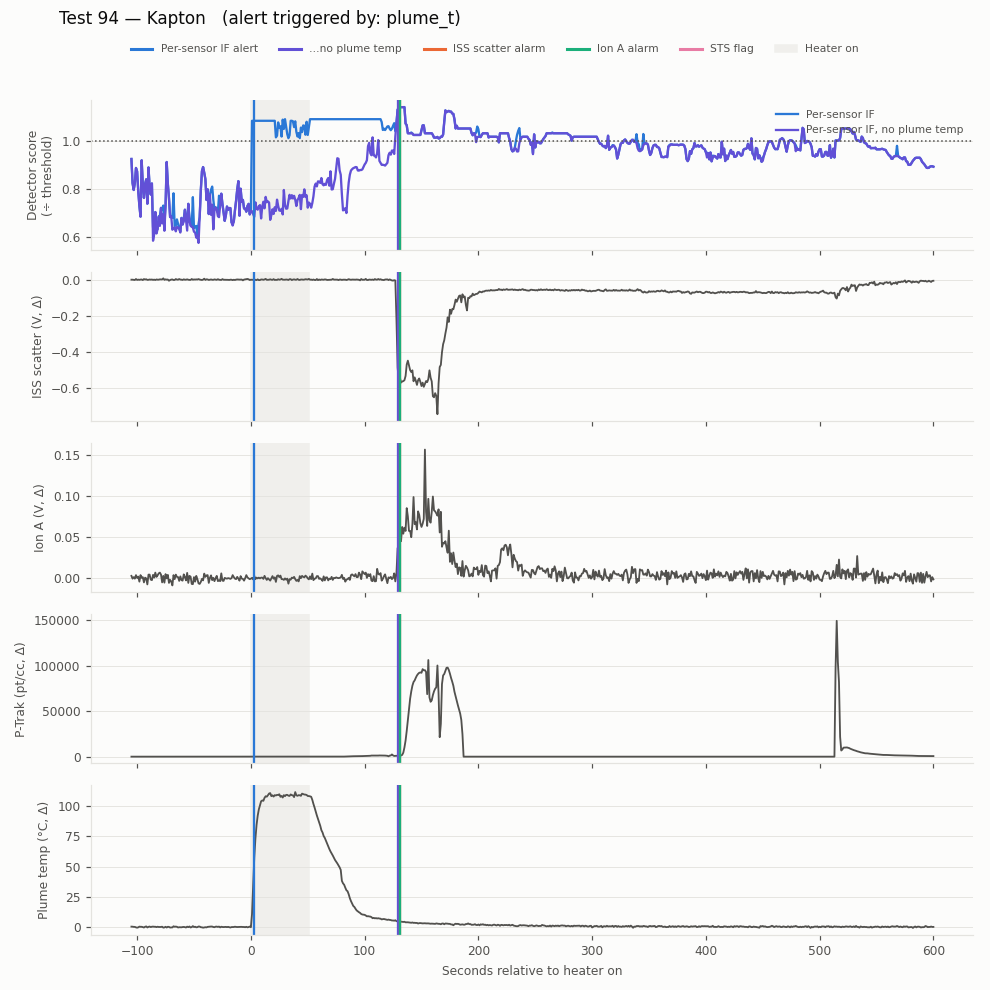 Test 94 — Kapton   (alert triggered by: plume_t)
Per-sensor IF alert
...no plume temp
ISS scatter alarm
Ion A alarm
STS flag
Heater on
Detector score
(÷ threshold)
1.0
0.8
0.6
Per-sensor IF
Per-sensor IF, no plume temp
ISS scatter (V, Δ)
0.0
−0.2
−0.4
−0.6
Ion A (V, Δ)
0.15
0.10
0.05
0.00
P-Trak (pt/cc, Δ)
150000
100000
50000
0
Plume temp (°C, Δ)
100
75
50
25
0
−100
0
100
200
300
400
500
600
Seconds relative to heater on